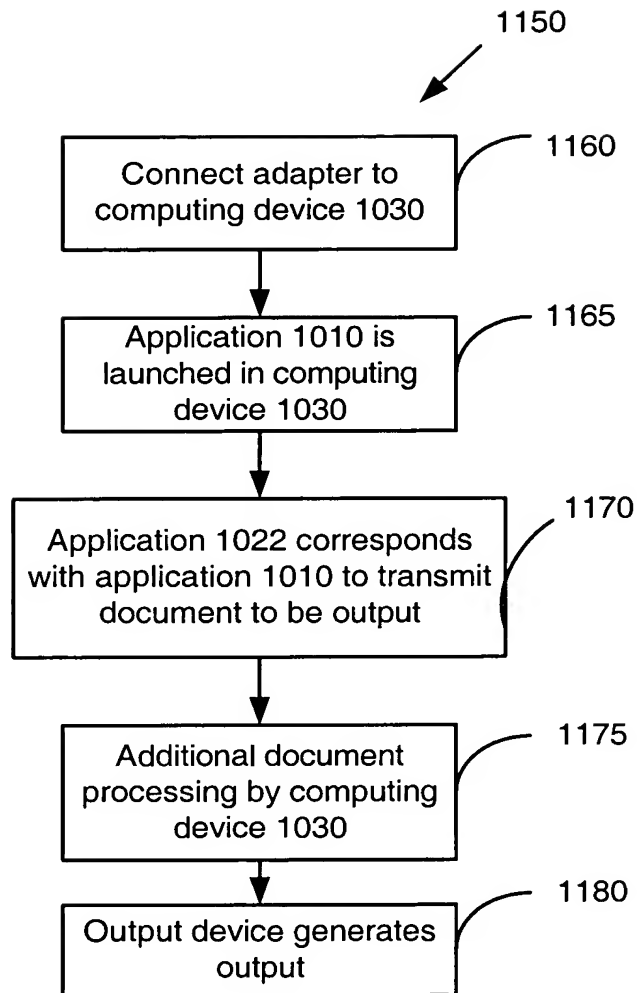 1150
1160
Connect adapter to
computing device 1030
1165
Application 1010 is
launched in computing
device 1030
1170
Application 1022 corresponds
with application 1010 to transmit
document to be output
1175
Additional document
processing by computing
device 1030
1180
Output device generates
output